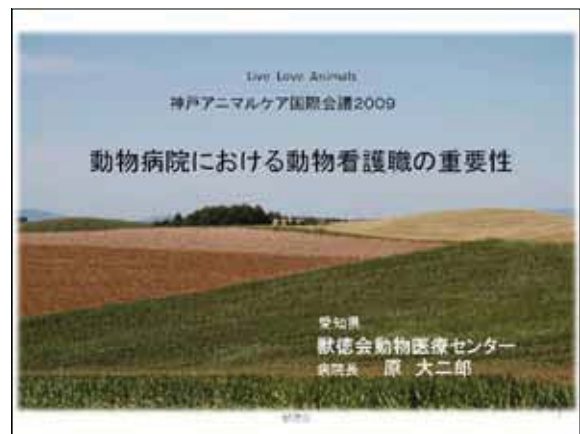 Live Love Animals
神戸アニマルケア国際会議2009
動物病院における動物看護職の重要性
愛知県
獣徳会動物医療センター
病院長 原 大二郎